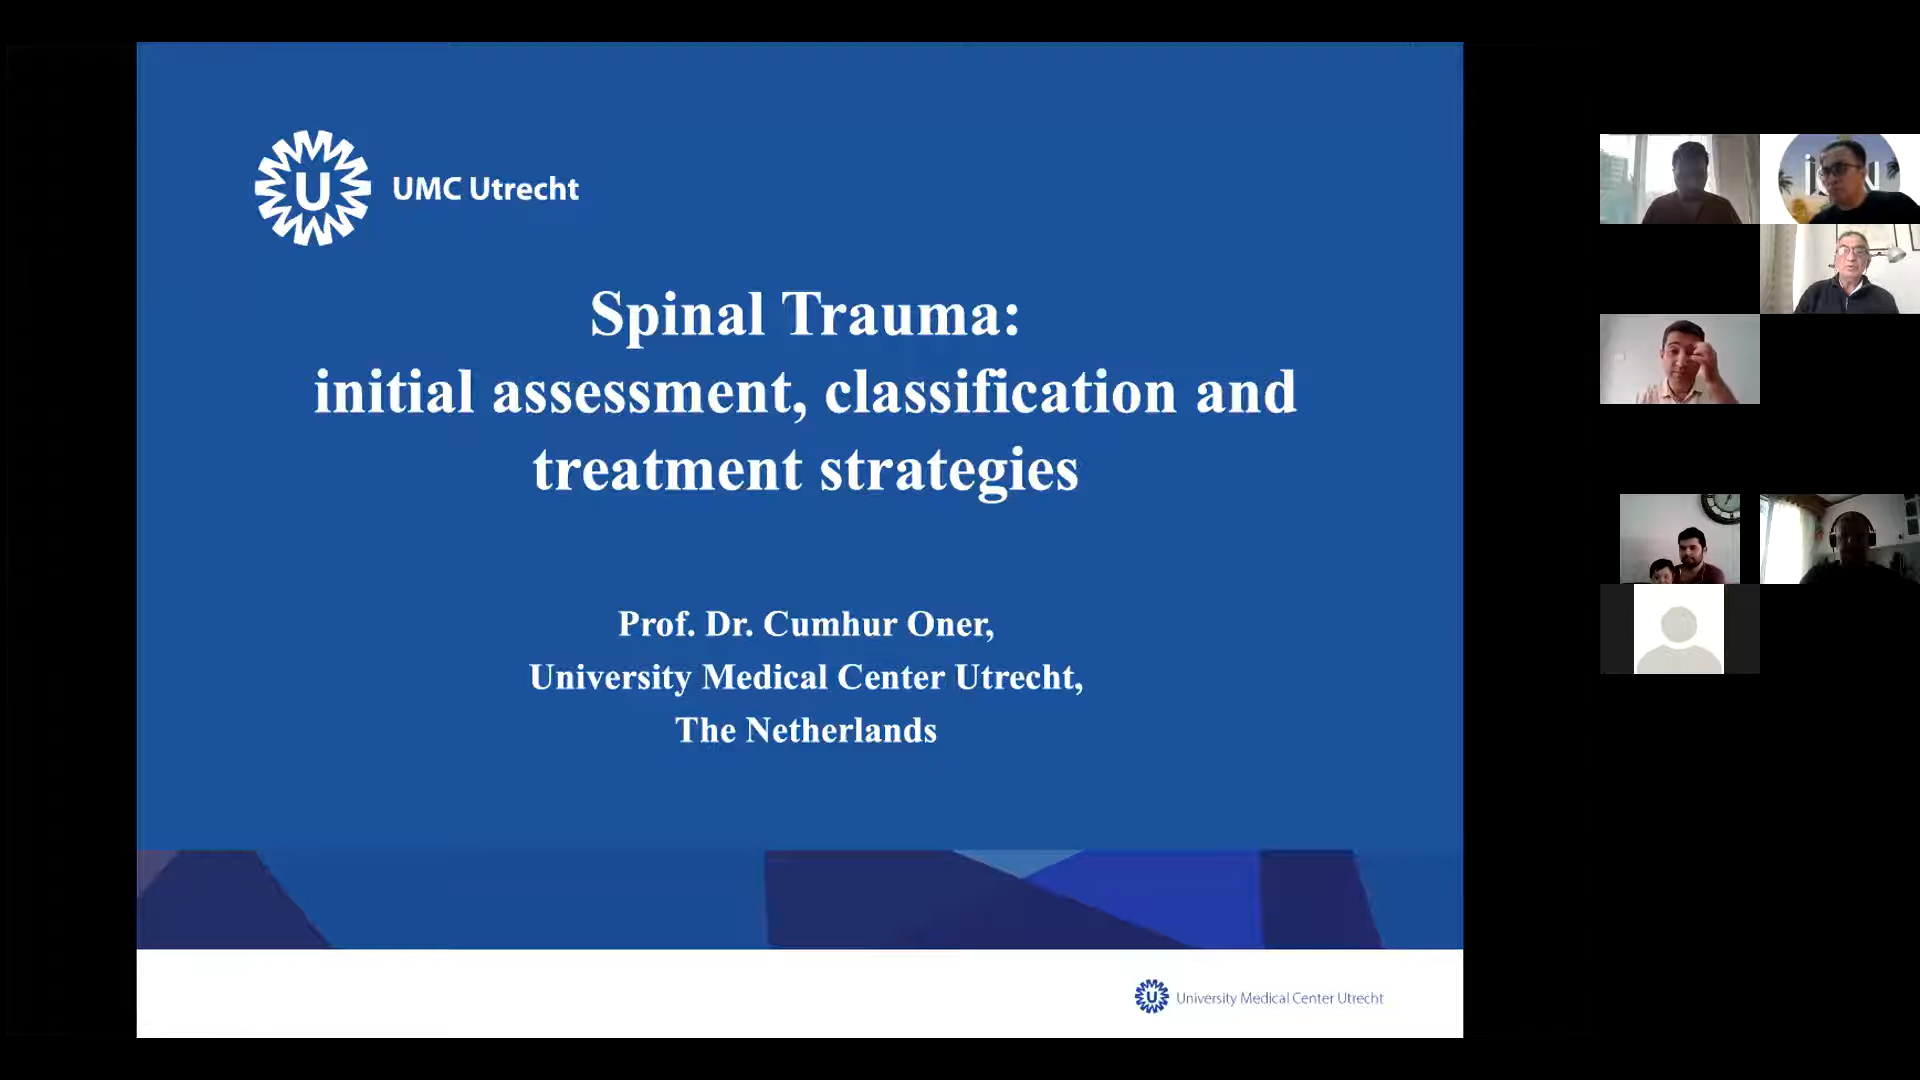 UMC Utrecht
Spinal Trauma:
initial assessment, classification and
treatment strategies
Prof. Dr. Cumhur Oner,
University Medical Center Utrecht,
The Netherlands
University Medical Center Utrecht